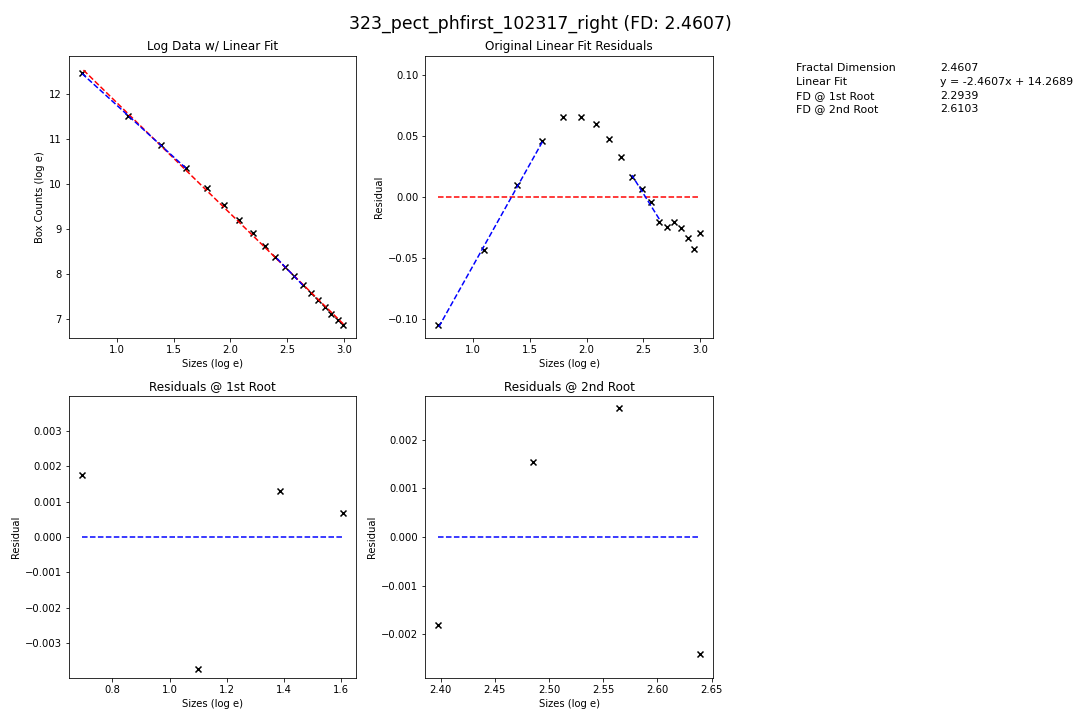 323_pect_phfirst_102317_right (FD: 2.4607)
Log Data w/ Linear Fit
Box Counts (log e)
12
11
10
9
8
7
1.0 1.5 2.0 2.5 3.0
Sizes (log e)
Original Linear Fit Residuals
Residual
0.10
0.05
0.00
−0.05
−0.10
1.0 1.5 2.0 2.5 3.0
Sizes (log e)
Fractal Dimension 2.4607
Linear Fit y = -2.4607x + 14.2689
FD @ 1st Root 2.2939
FD @ 2nd Root 2.6103
Residuals @ 1st Root
Residual
0.003
0.002
0.001
0.000
−0.001
−0.002
−0.003
0.8 1.0 1.2 1.4 1.6
Sizes (log e)
Residuals @ 2nd Root
Residual
0.002
0.001
0.000
−0.001
−0.002
2.40 2.45 2.50 2.55 2.60 2.65
Sizes (log e)